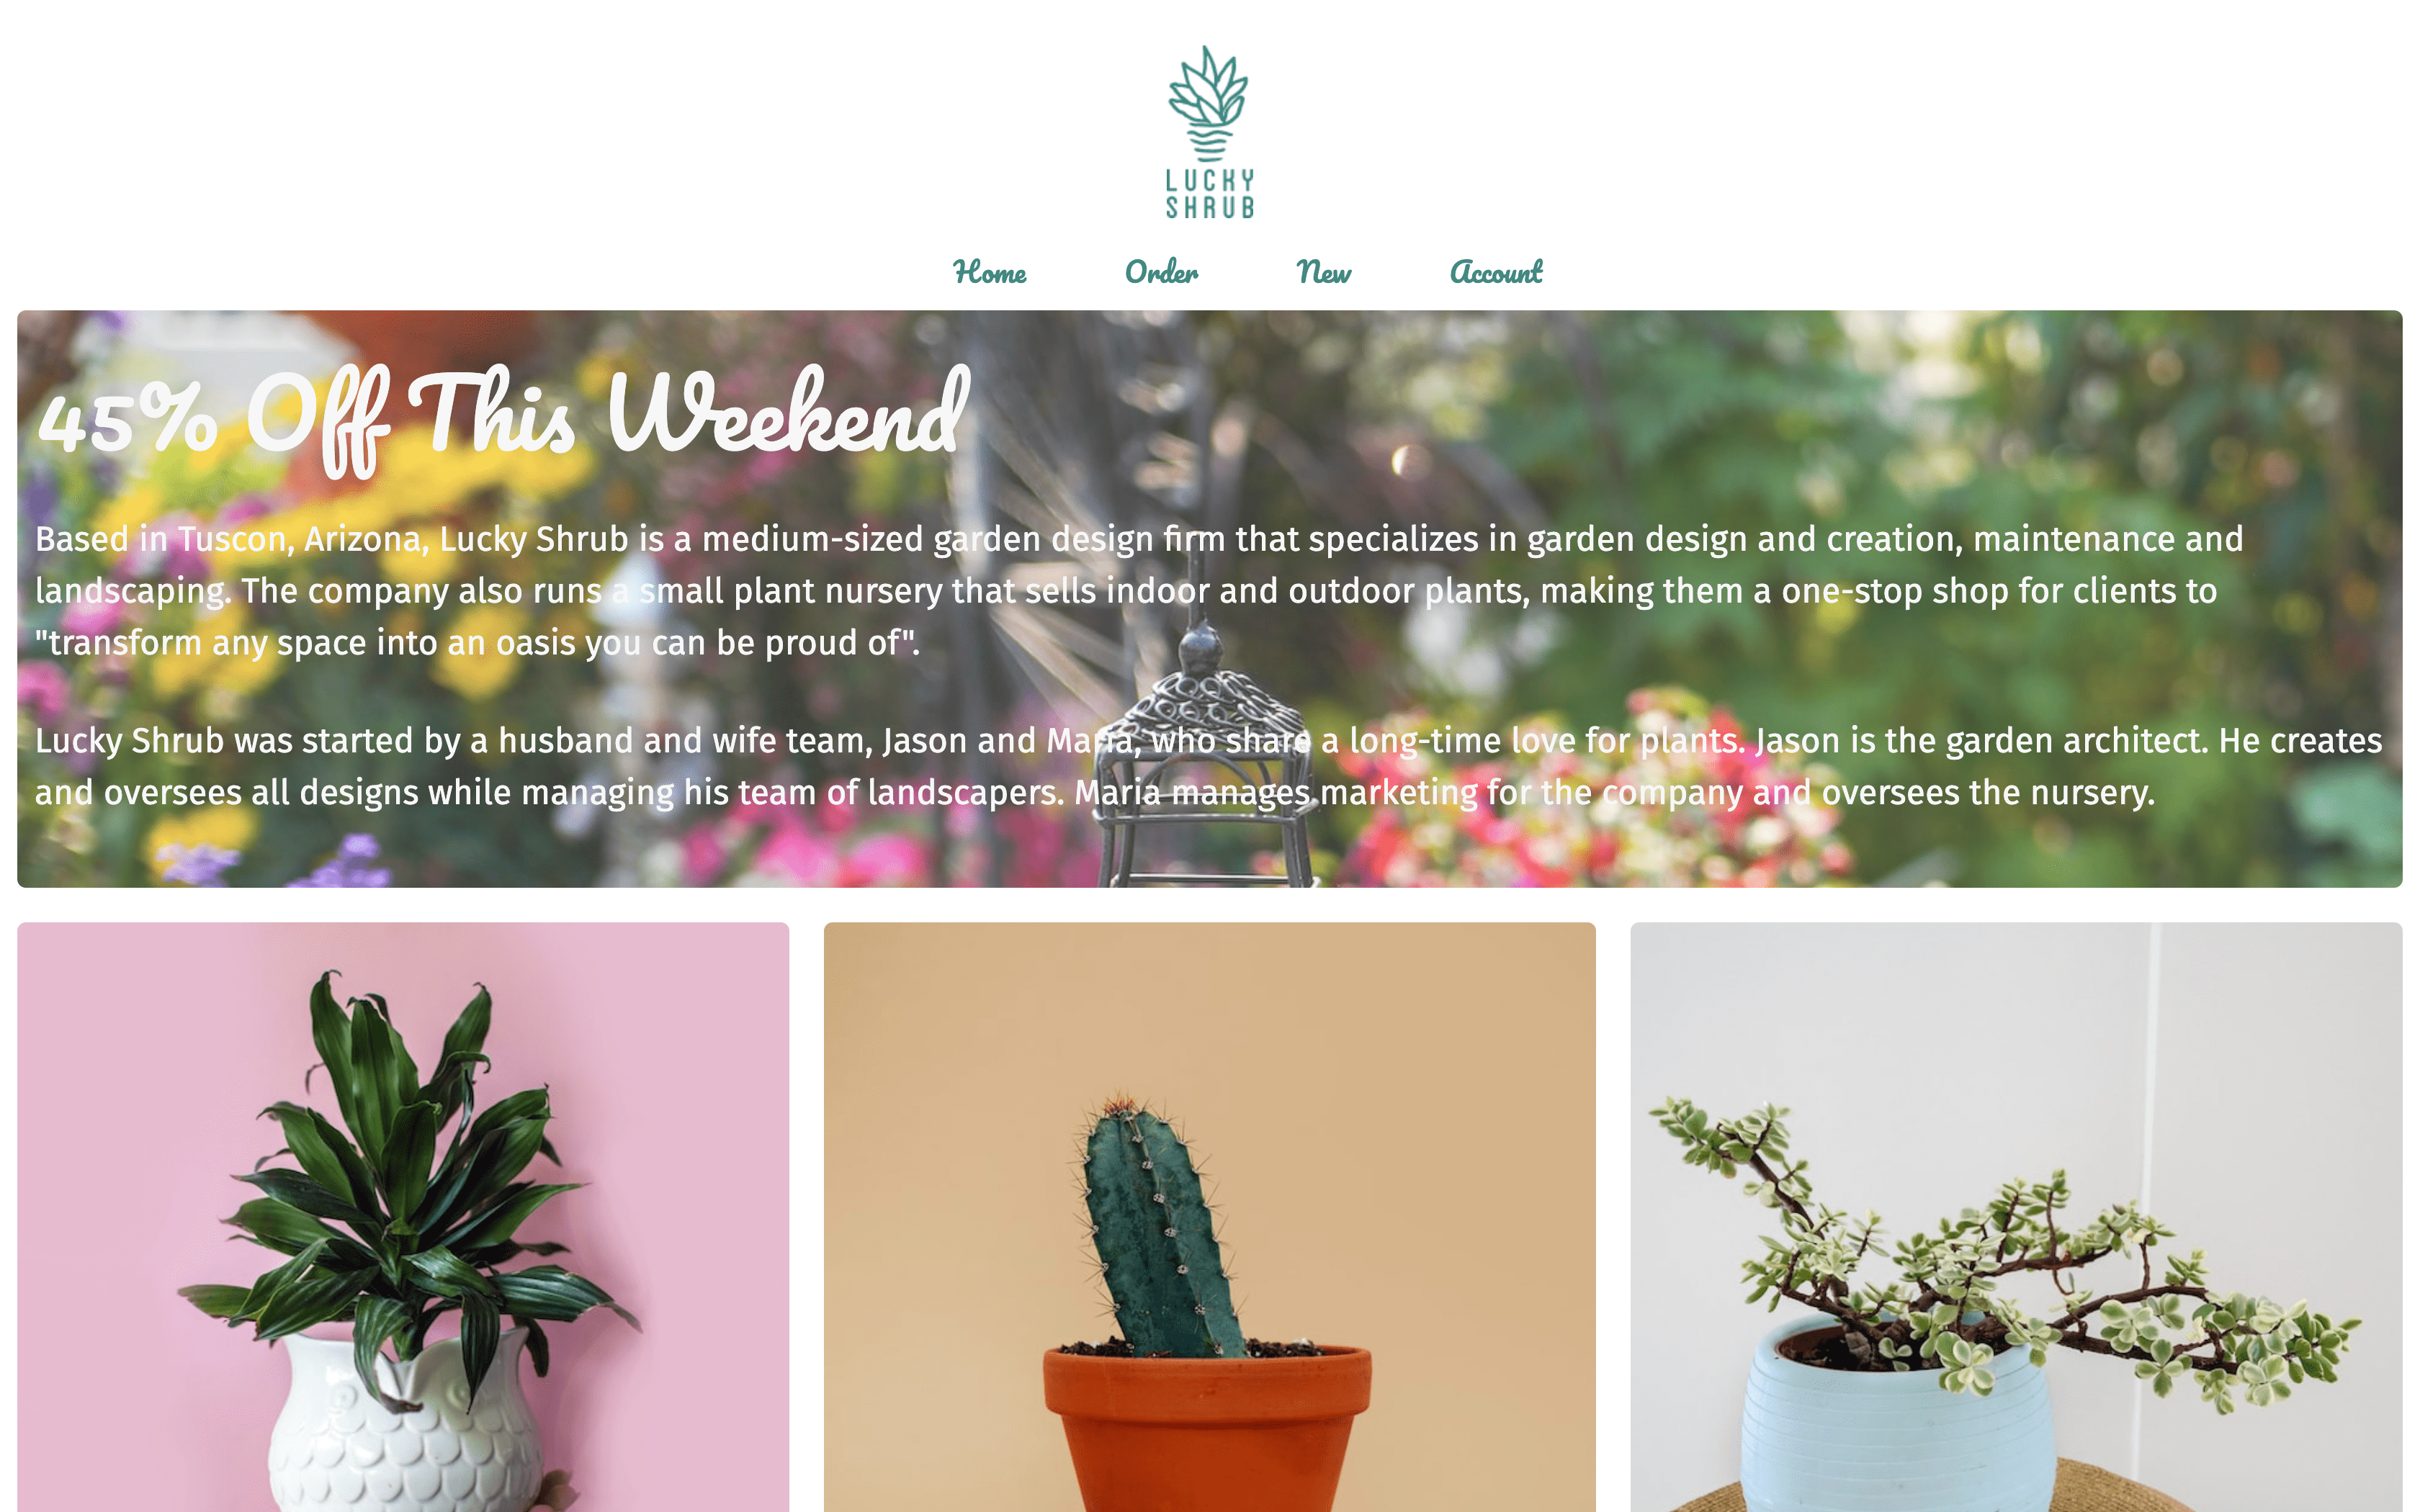 LUCKY
SHRUB
Home Order New Account
45% Off This Weekend
Based in Tuscon, Arizona, Lucky Shrub is a medium-sized garden design firm that specializes in garden design and creation, maintenance and
landscaping. The company also runs a small plant nursery that sells indoor and outdoor plants, making them a one-stop shop for clients to
"transform any space into an oasis you can be proud of".
Lucky Shrub was started by a husband and wife team, Jason and Maria, who share a long-time love for plants. Jason is the garden architect. He creates
and oversees all designs while managing his team of landscapers. Maria manages marketing for the company and oversees the nursery.